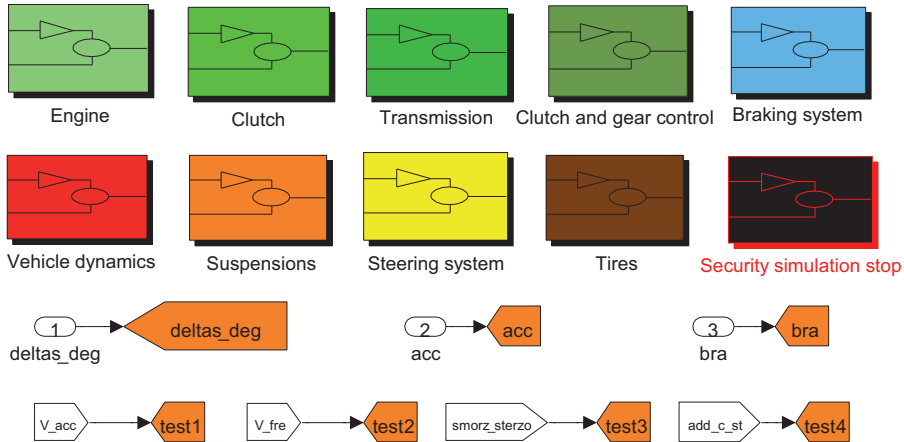 Engine
Clutch
Transmission
Clutch and gear control
Braking system
Vehicle dynamics
Suspensions
Steering system
Tires
Security simulation stop
1
deltas_deg
deltas_deg
2
acc
acc
3
bra
bra
V_acc
test1
V_fre
test2
smorz_sterzo
test3
add_c_st
test4